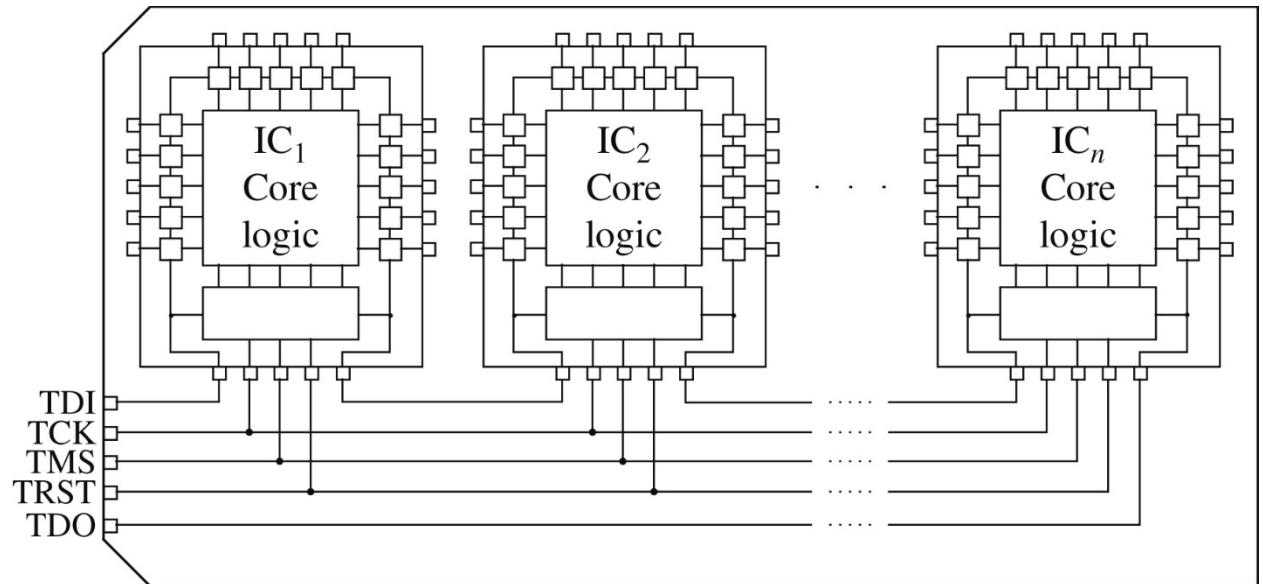 IC₁
Core
logic
IC₂
Core
logic
. . .
ICₙ
Core
logic
TDI
TCK
TMS
TRST
TDO